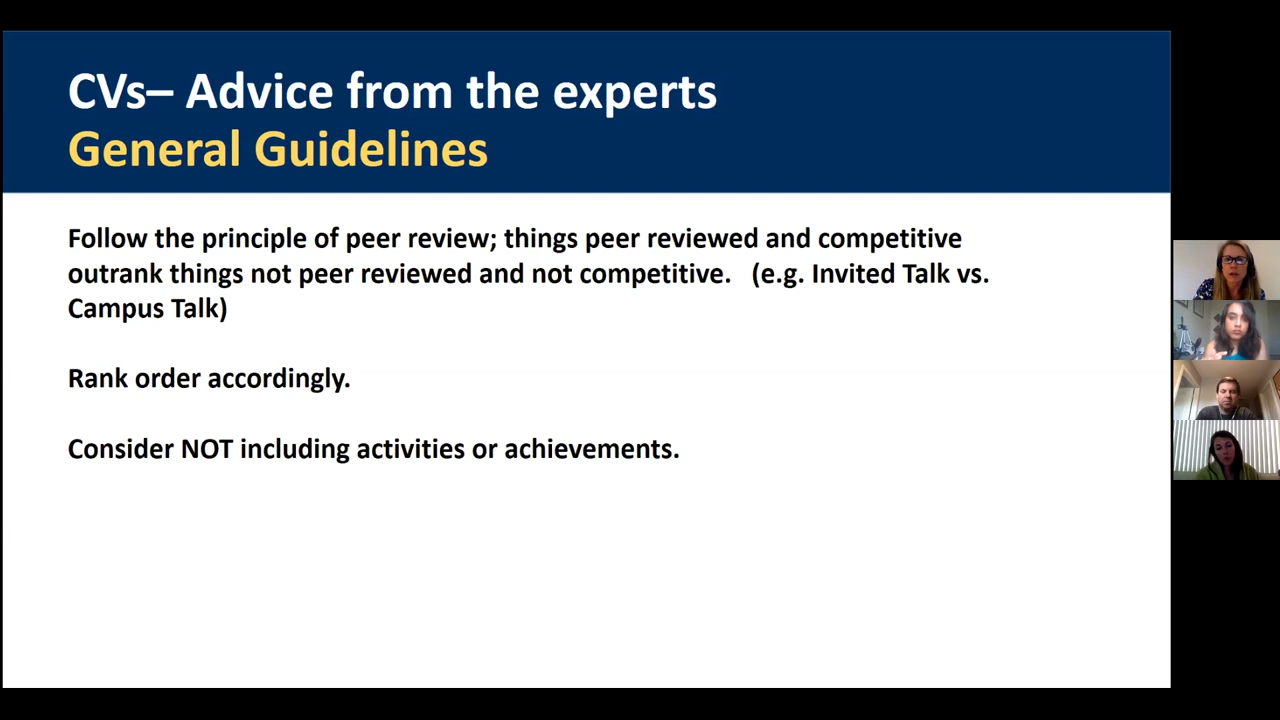 CVs– Advice from the experts
General Guidelines
Follow the principle of peer review; things peer reviewed and competitive
outrank things not peer reviewed and not competitive.   (e.g. Invited Talk vs.
Campus Talk)
Rank order accordingly.
Consider NOT including activities or achievements.